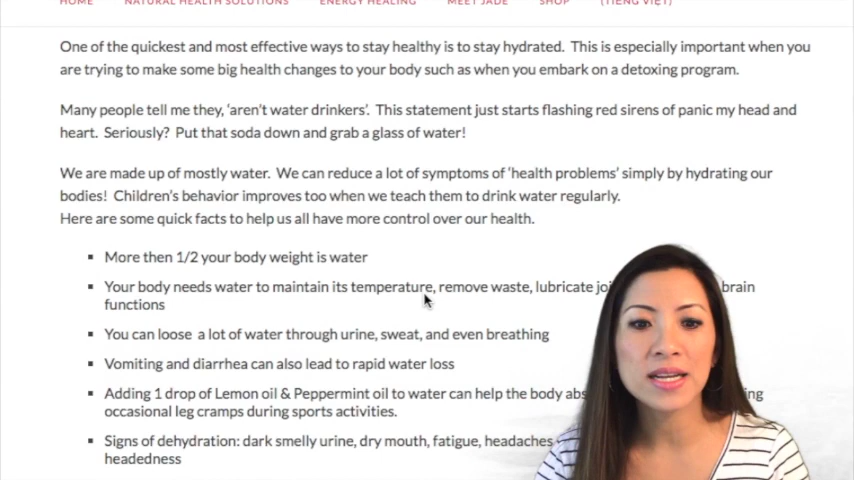 HOME NATURAL HEALTH SOLUTIONS ENERGY HEALING MEET JADE SHOP (TIẾNG VIỆT)
One of the quickest and most effective ways to stay healthy is to stay hydrated. This is especially important when you
are trying to make some big health changes to your body such as when you embark on a detoxing program.
Many people tell me they, 'aren't water drinkers'. This statement just starts flashing red sirens of panic my head and
heart. Seriously? Put that soda down and grab a glass of water!
We are made up of mostly water. We can reduce a lot of symptoms of 'health problems' simply by hydrating our
bodies! Children's behavior improves too when we teach them to drink water regularly.
Here are some quick facts to help us all have more control over our health.
More then 1/2 your body weight is water
Your body needs water to maintain its temperature, remove waste, lubricate brain
functions
You can loose a lot of water through urine, sweat, and even breathing
Vomiting and diarrhea can also lead to rapid water loss
Adding 1 drop of Lemon oil & Peppermint oil to water can help the body
occasional leg cramps during sports activities.
Signs of dehydration: dark smelly urine, dry mouth, fatigue, headaches
headedness